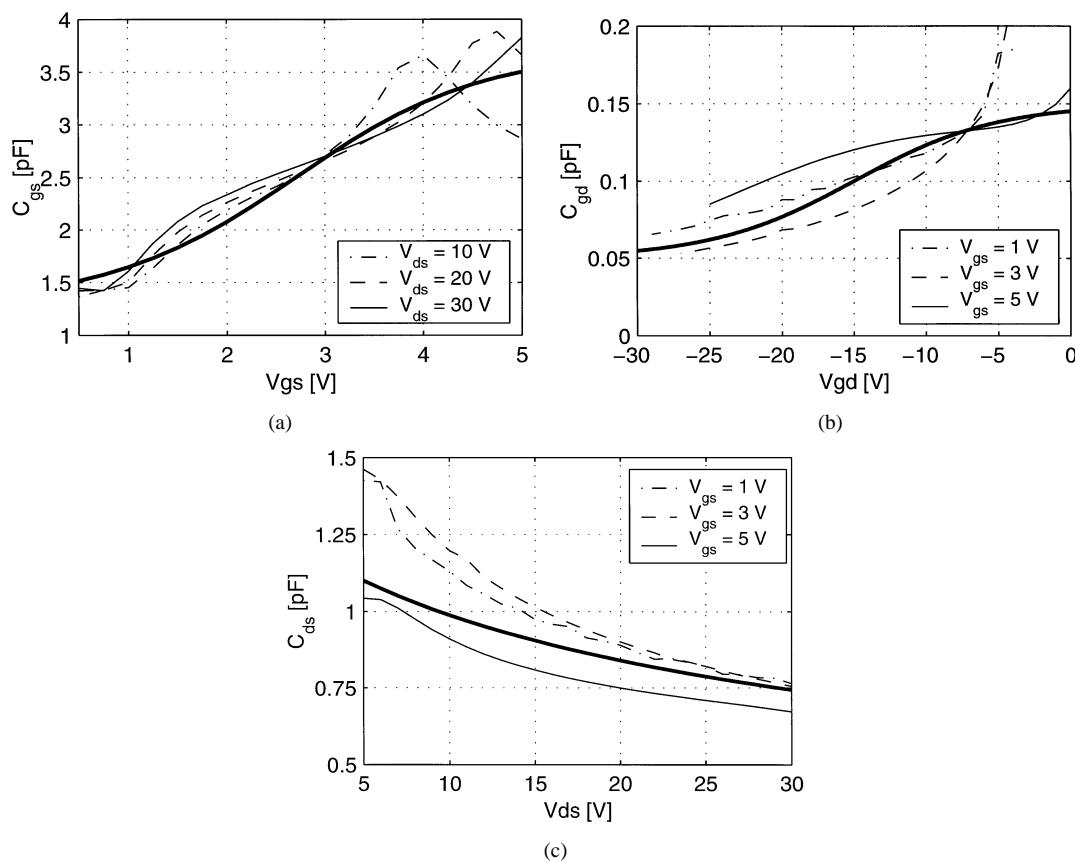 4
3.5
3
2.5
2
1.5
1
C_gs [pF]
1 2 3 4 5
Vgs [V]
V_ds = 10 V
V_ds = 20 V
V_ds = 30 V
(a)
0.2
0.15
0.1
0.05
0
C_gd [pF]
−30 −25 −20 −15 −10 −5 0
Vgd [V]
V_gs = 1 V
V_gs = 3 V
V_gs = 5 V
(b)
1.5
1.25
1
0.75
0.5
C_ds [pF]
5 10 15 20 25 30
Vds [V]
V_gs = 1 V
V_gs = 3 V
V_gs = 5 V
(c)